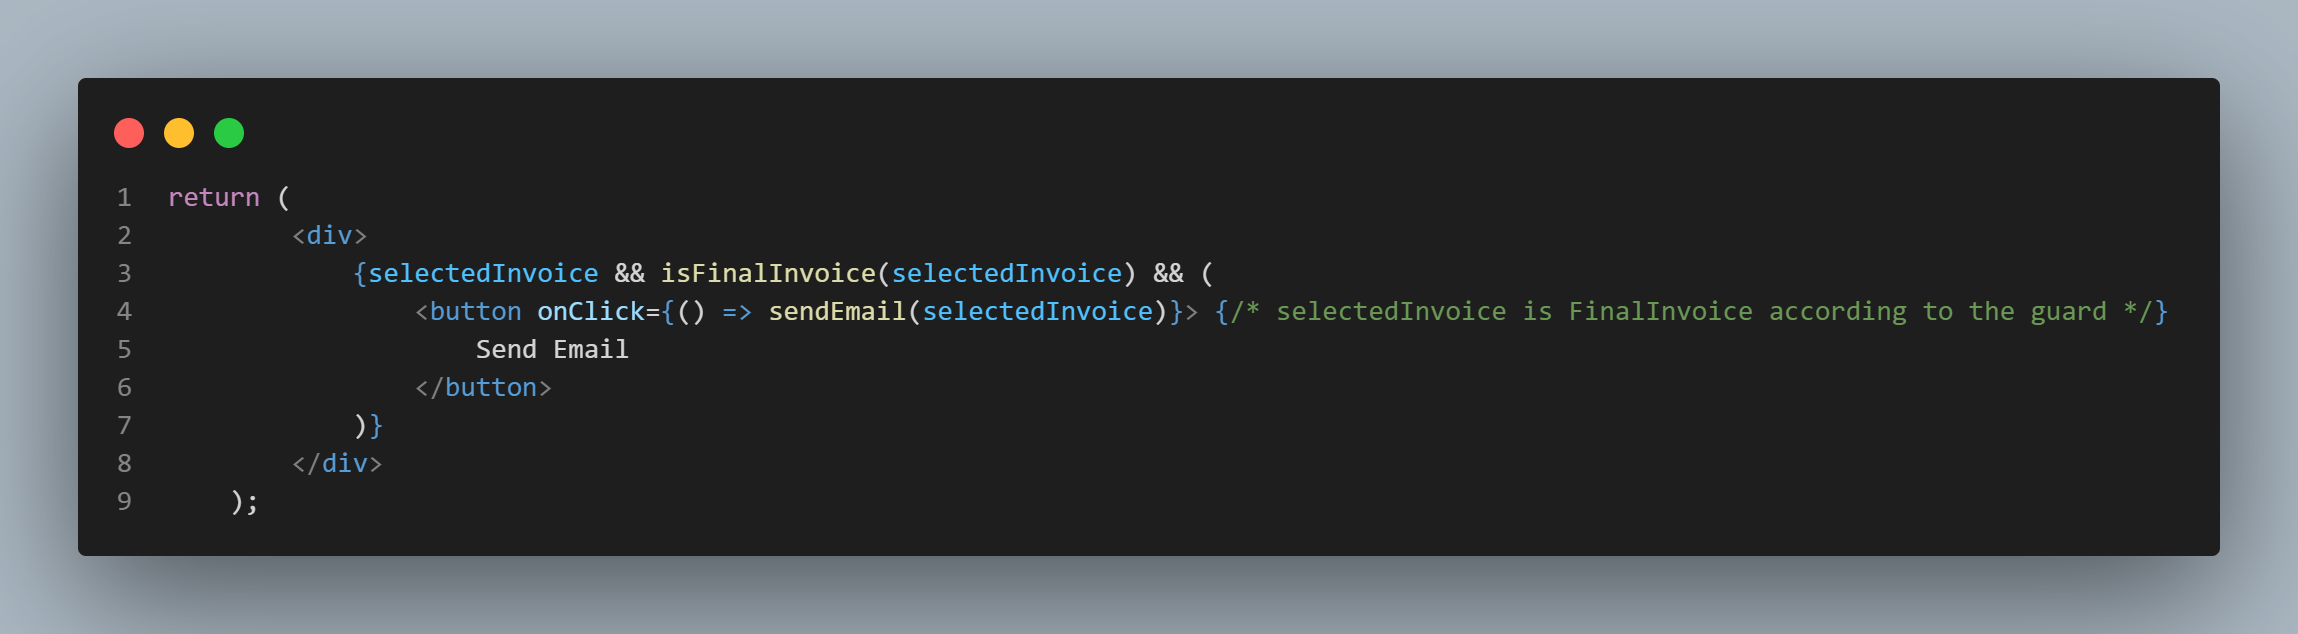 1 return (
2 <div>
3 {selectedInvoice && isFinalInvoice(selectedInvoice) && (
4 <button onClick={() => sendEmail(selectedInvoice)}> {/* selectedInvoice is FinalInvoice according to the guard */}
5 Send Email
6 </button>
7 )}
8 </div>
9 );